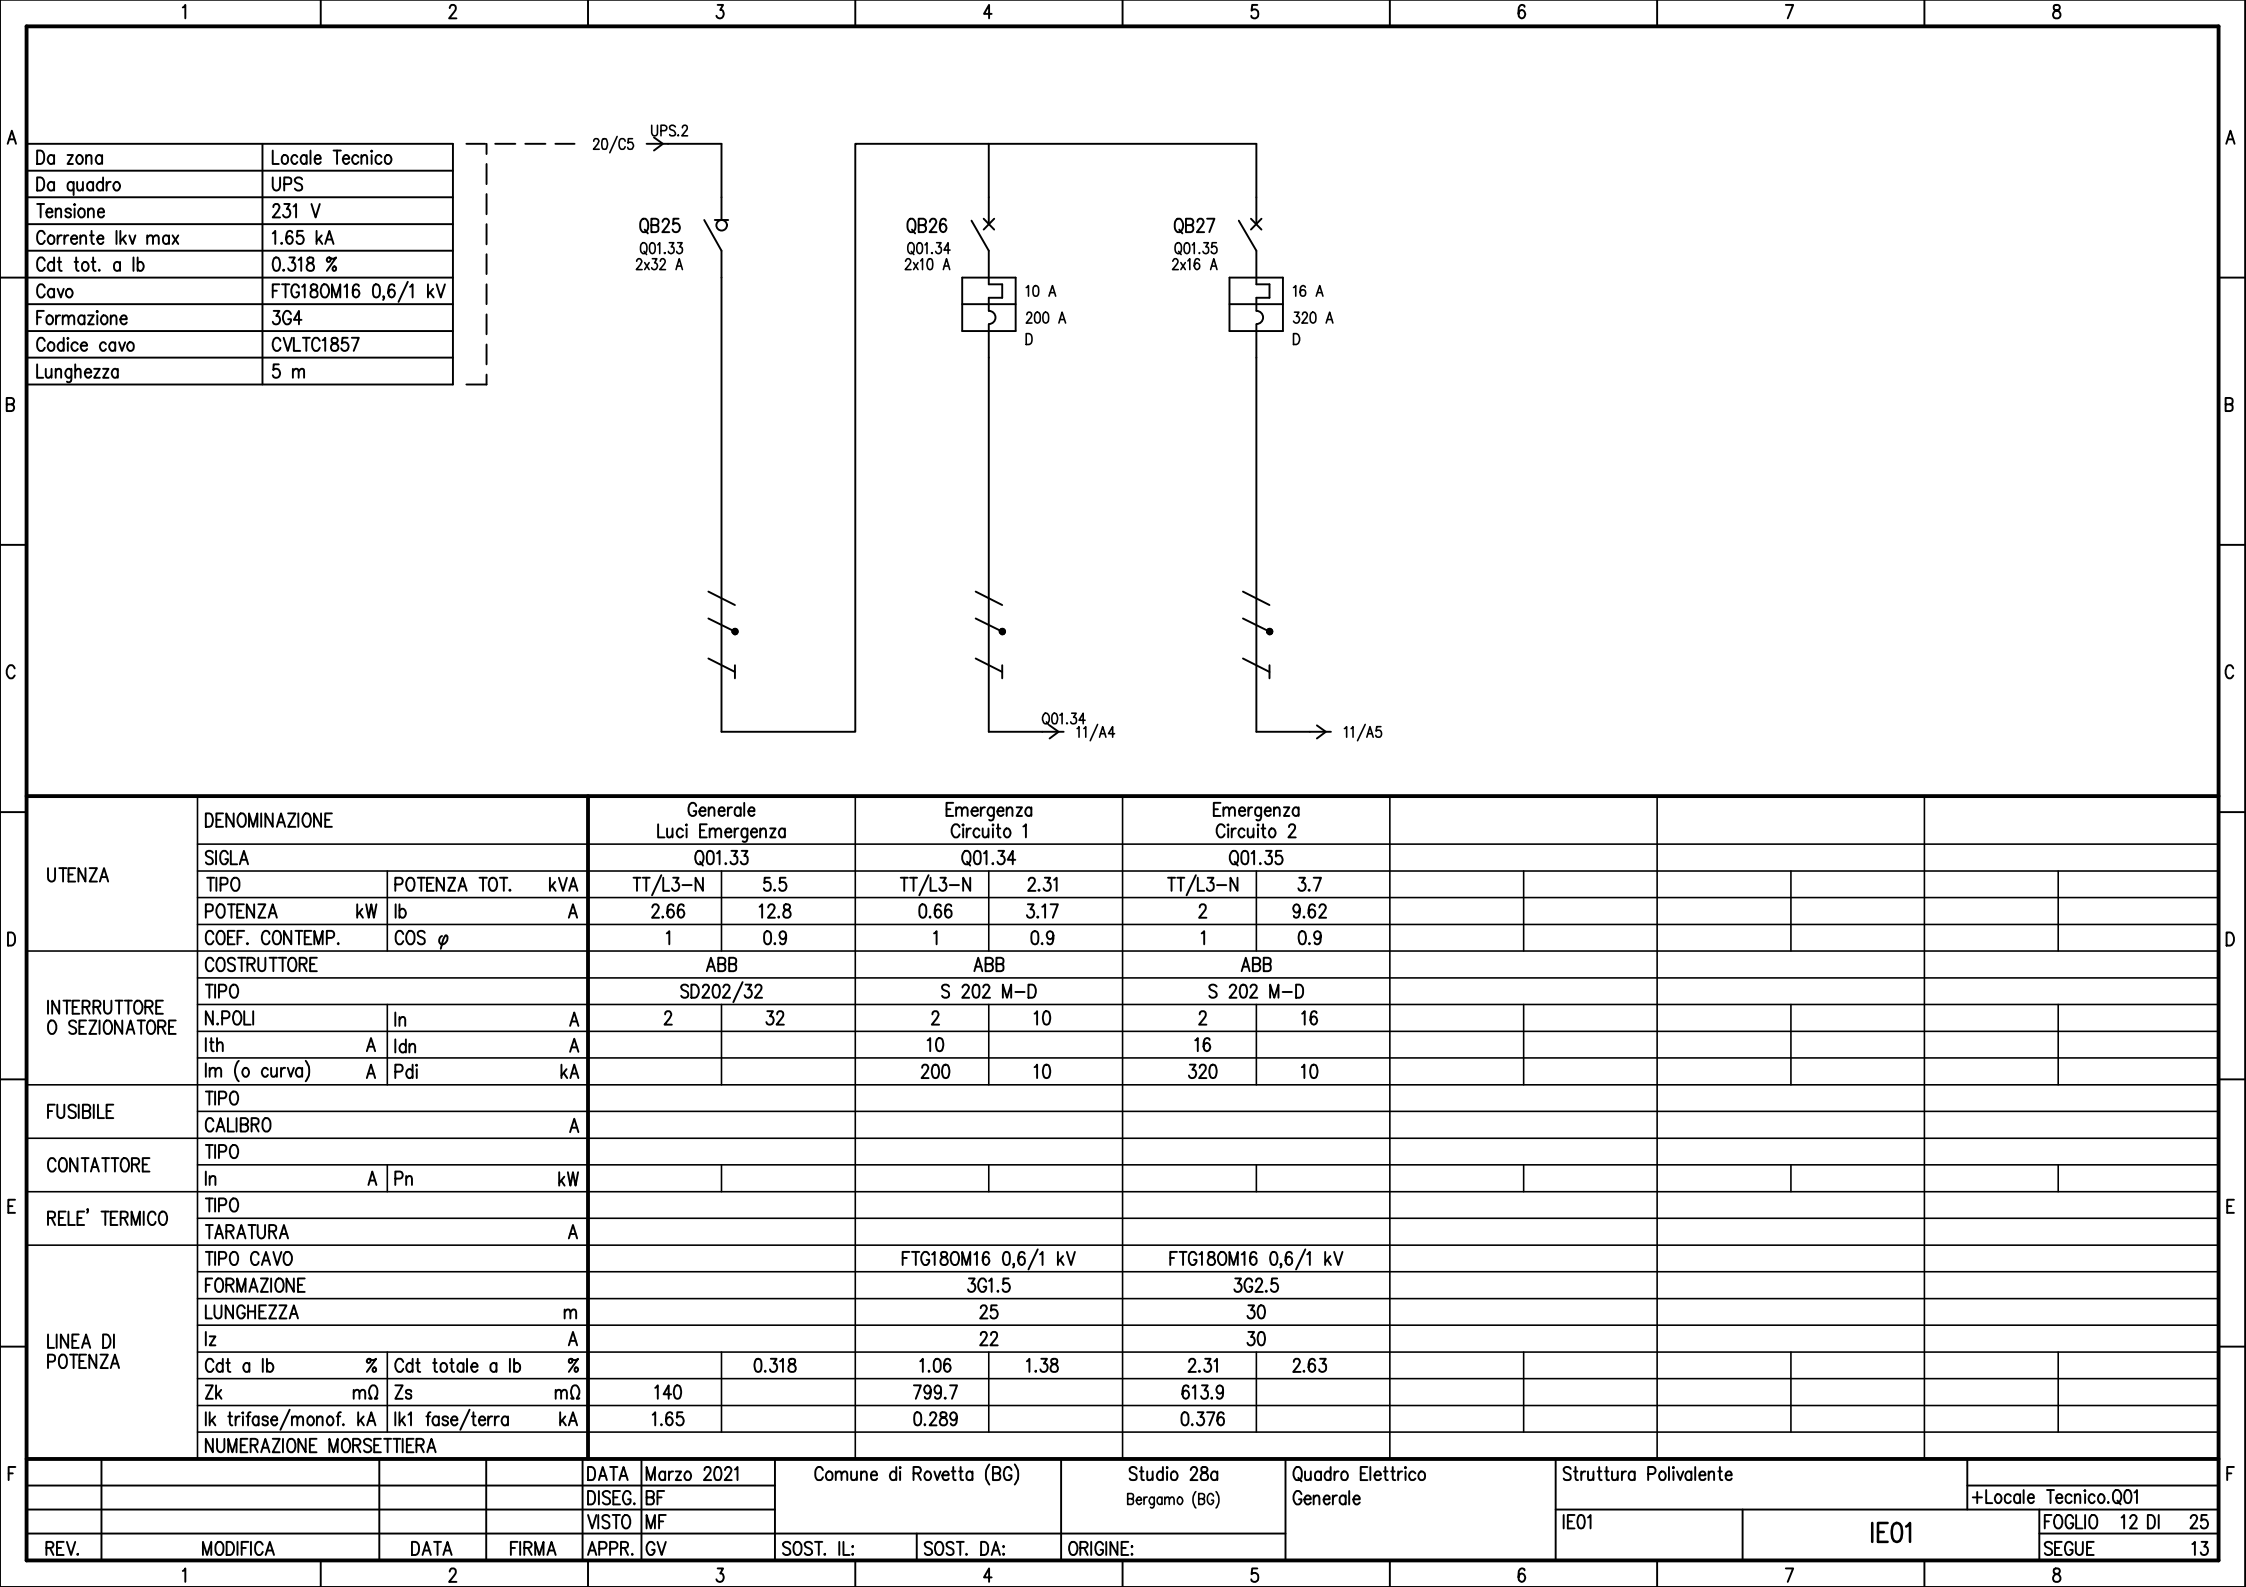 1 2 3 4 5 6 7 8
A A
B B
C C
D D
E E
F F
Da zona Locale Tecnico
Da quadro UPS
Tensione 231 V
Corrente Ikv max 1.65 kA
Cdt tot. a Ib 0.318 %
Cavo FTG18OM16 0,6/1 kV
Formazione 3G4
Codice cavo CVLTC1857
Lunghezza 5 m
20/C5 UPS.2
QB25
Q01.33
2x32 A
QB26
Q01.34
2x10 A
10 A
200 A
D
QB27
Q01.35
2x16 A
16 A
320 A
D
Q01.34
11/A4
11/A5
UTENZA
DENOMINAZIONE Generale Luci Emergenza Emergenza Circuito 1 Emergenza Circuito 2
SIGLA Q01.33 Q01.34 Q01.35
TIPO POTENZA TOT. kVA TT/L3-N 5.5 TT/L3-N 2.31 TT/L3-N 3.7
POTENZA kW Ib A 2.66 12.8 0.66 3.17 2 9.62
COEF. CONTEMP. COS φ 1 0.9 1 0.9 1 0.9
INTERRUTTORE
O SEZIONATORE
COSTRUTTORE ABB ABB ABB
TIPO SD202/32 S 202 M-D S 202 M-D
N.POLI In A 2 32 2 10 2 16
Ith A Idn A 10 16
Im (o curva) A Pdi kA 200 10 320 10
FUSIBILE
TIPO
CALIBRO A
CONTATTORE
TIPO
In A Pn kW
RELE' TERMICO
TIPO
TARATURA A
LINEA DI
POTENZA
TIPO CAVO FTG18OM16 0,6/1 kV FTG18OM16 0,6/1 kV
FORMAZIONE 3G1.5 3G2.5
LUNGHEZZA m 25 30
Iz A 22 30
Cdt a Ib % Cdt totale a Ib % 0.318 1.06 1.38 2.31 2.63
Zk mΩ Zs mΩ 140 799.7 613.9
Ik trifase/monof. kA Ik1 fase/terra kA 1.65 0.289 0.376
NUMERAZIONE MORSETTIERA
DATA Marzo 2021
DISEG. BF
VISTO MF
REV. MODIFICA DATA FIRMA APPR. GV
Comune di Rovetta (BG)
SOST. IL: SOST. DA: ORIGINE:
Studio 28a
Bergamo (BG)
Quadro Elettrico
Generale
Struttura Polivalente
+Locale Tecnico.Q01
IE01
IE01
FOGLIO 12 DI 25
SEGUE 13
1 2 3 4 5 6 7 8